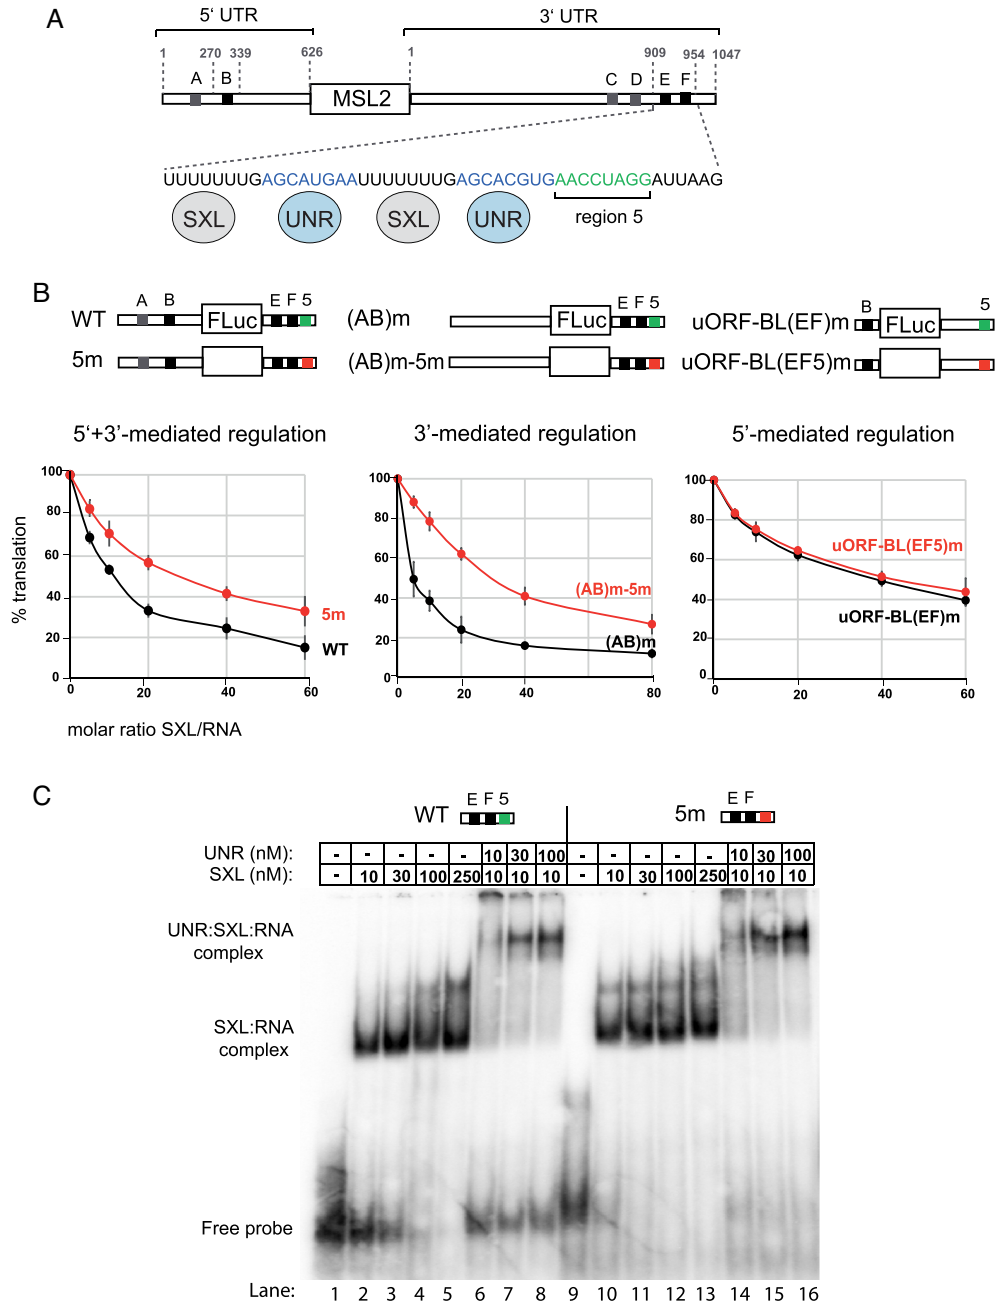 A
5‘ UTR
3‘ UTR
1
270
339
626
1
909
954
1047
A
B
C
D
E
F
MSL2
UUUUUUUGAGCAUGAAUUUUUUUGAGCACGUGAACCUAGGAUUAAG
SXL
UNR
SXL
UNR
region 5
B
A B E F 5
WT
FLuc
5m
E F 5
(AB)m
FLuc
(AB)m-5m
B 5
uORF-BL(EF)m
FLuc
uORF-BL(EF5)m
5‘+3’-mediated regulation
% translation
100
80
60
40
20
0
0 20 40 60
5m
WT
molar ratio SXL/RNA
3’-mediated regulation
100
80
60
40
20
0
0 20 40 80
(AB)m-5m
(AB)m
5’-mediated regulation
100
80
60
40
20
0
0 20 40 60
uORF-BL(EF5)m
uORF-BL(EF)m
C
WT
E F 5
5m
E F
UNR (nM): - - - - - 10 30 100 - - - - - 10 30 100
SXL (nM): - 10 30 100 250 10 10 10 - 10 30 100 250 10 10 10
UNR:SXL:RNA
complex
SXL:RNA
complex
Free probe
Lane: 1 2 3 4 5 6 7 8 9 10 11 12 13 14 15 16